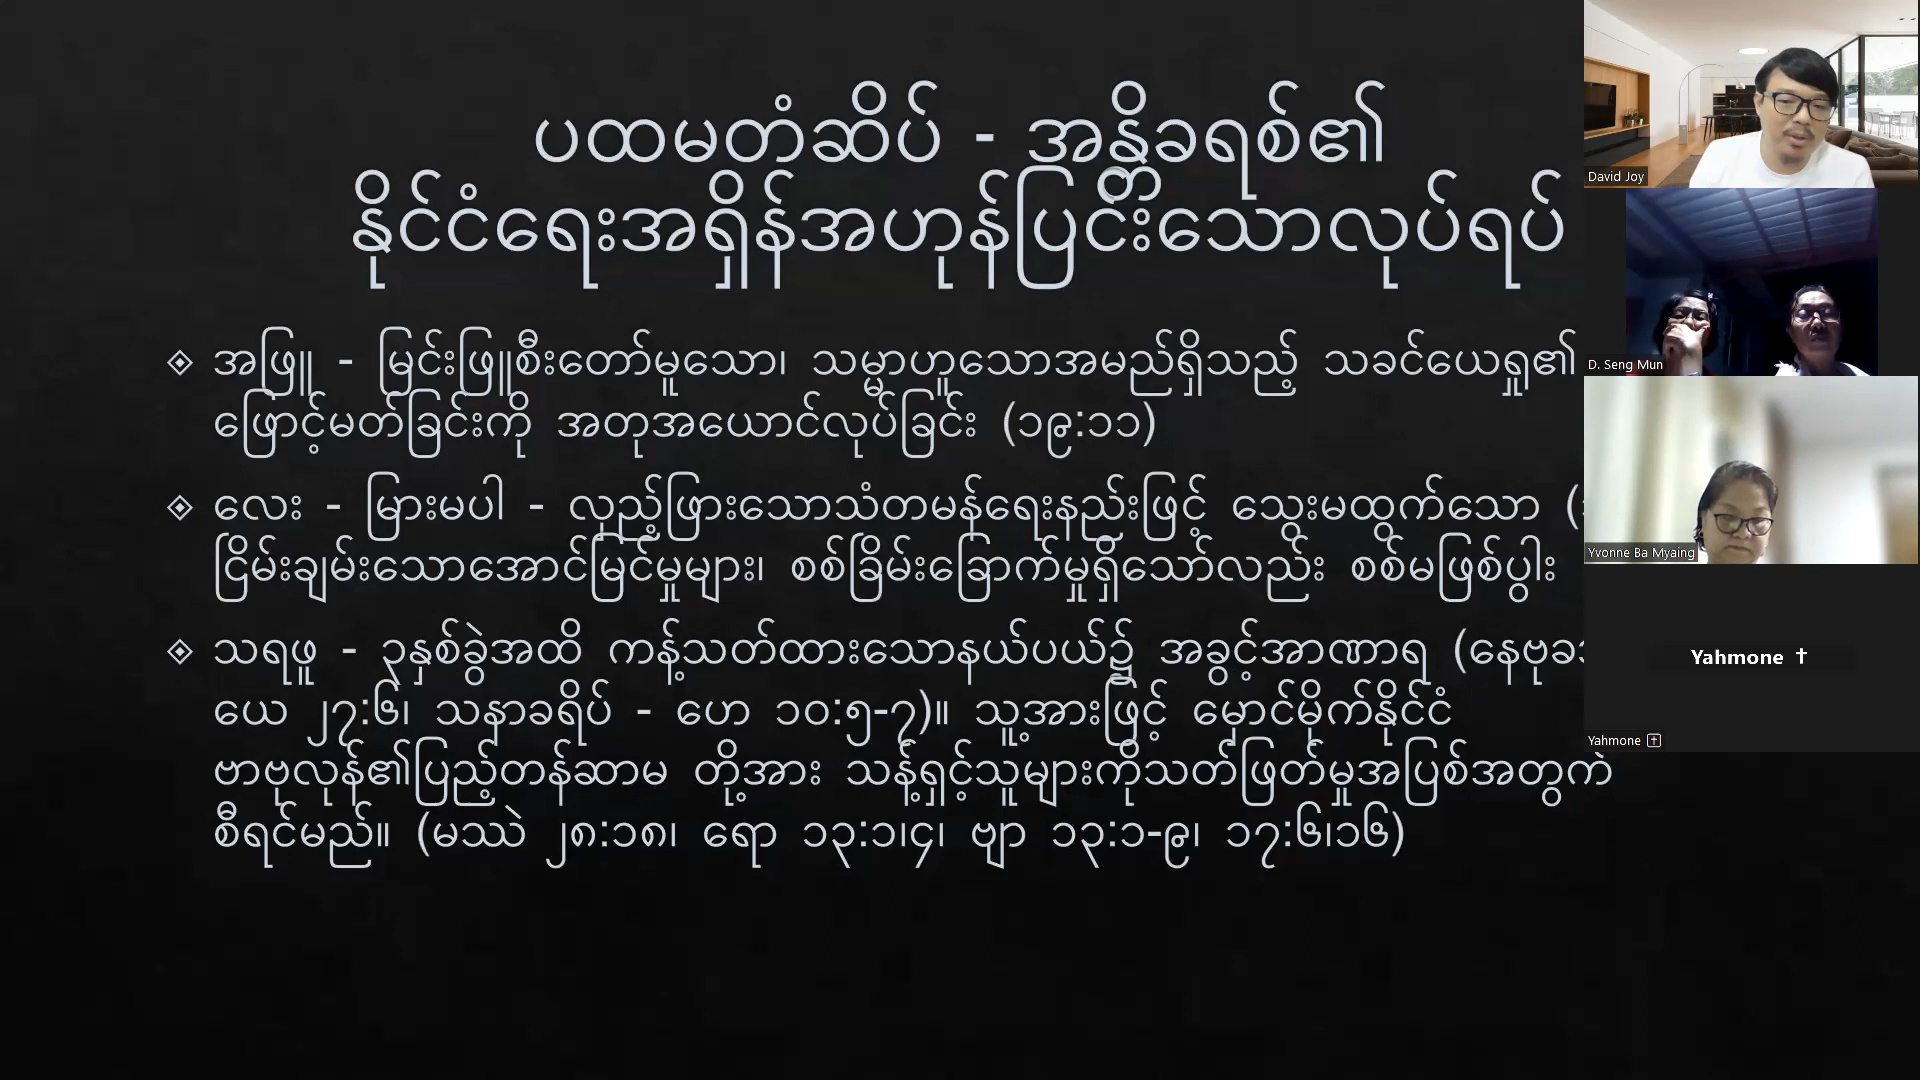 ပထမတံဆိပ် - အန္တိခရစ်၏
နိုင်ငံရေးအရှိန်အဟုန်ပြင်းသောလုပ်ရပ်
အဖြူ - မြင်းဖြူစီးတော်မူသော၊ သမ္မာဟူသောအမည်ရှိသည့် သခင်ယေရှု၏
ဖြောင့်မတ်ခြင်းကို အတုအယောင်လုပ်ခြင်း (၁၉:၁၁)
လေး - မြားမပါ - လှည့်ဖြားသောသံတမန်ရေးနည်းဖြင့် သွေးမထွက်သော
ငြိမ်းချမ်းသောအောင်မြင်မှုများ၊ စစ်ခြိမ်းခြောက်မှုရှိသော်လည်း စစ်မဖြစ်ပွါး
သရဖူ - ၃နှစ်ခွဲအထိ ကန့်သတ်ထားသောနယ်ပယ်၌ အခွင့်အာဏာရ
ယေ ၂၇:၆၊ သနာခရိပ် - ဟေ ၁၀:၅-၇)။ သူ့အားဖြင့် မှောင်မိုက်နိုင်ငံ
ဗာဗုလုန်၏ပြည့်တန်ဆာမ တို့အား သန့်ရှင့်သူများကိုသတ်ဖြတ်မှုအပြစ်အတွက်
စီရင်မည်။ (မဿဲ ၂၈:၁၈၊ ရော ၁၃:၁၊၄၊ ဗျာ ၁၃:၁-၉၊ ၁၇:၆၊၁၆)
David Joy
D. Seng Mun
Yvonne Ba Myaing
Yahmone ✝
Yahmone ✝